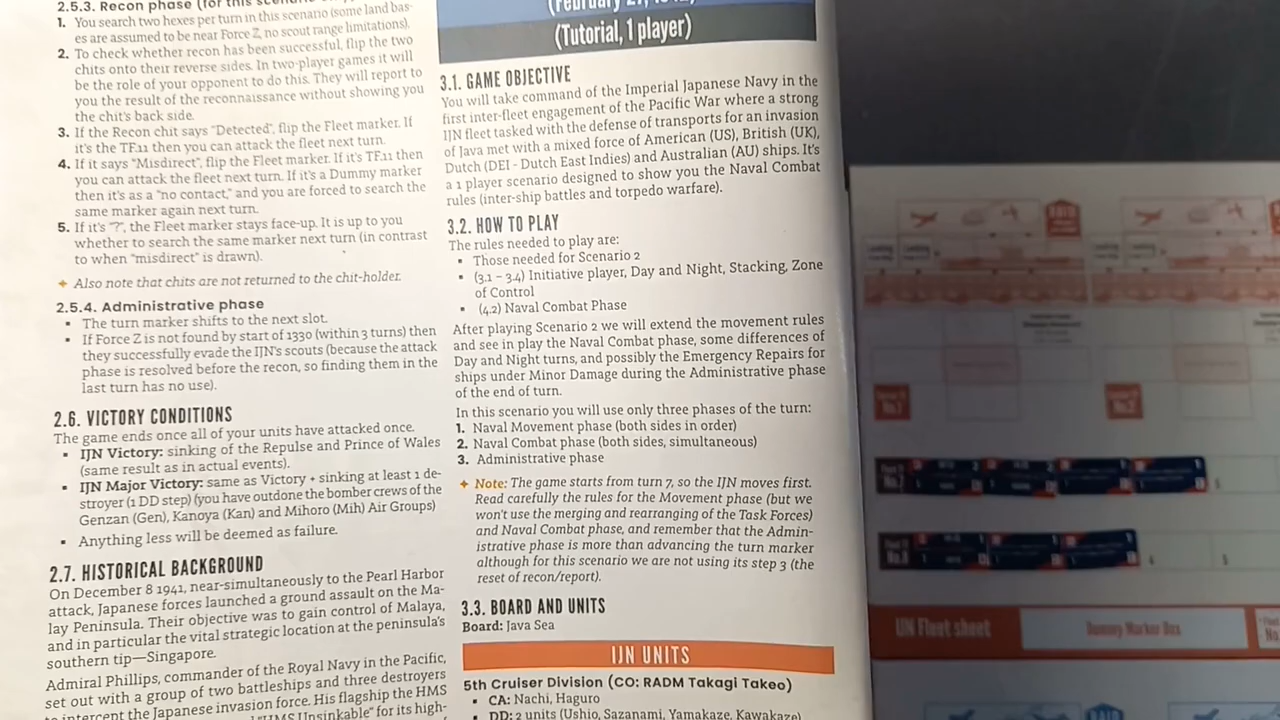 2.5.3. Recon phase (for this
1. You search two hexes per turn in this scenario (some land bas-
es are assumed to be near Force Z, no scout range limitations).
2. To check whether recon has been successful, flip the two
chits onto their reverse sides. In two-player games it will
be the role of your opponent to do this. They will report to
you the result of the reconnaissance without showing you
the chit's back side.
3. If the Recon chit says "Detected", flip the Fleet marker. If
it's the TF.11 then you can attack the fleet next turn.
4. If it says "Misdirect", flip the Fleet marker. If it's TF.11 then
you can attack the fleet next turn. If it's a Dummy marker
then it's as a "no contact," and you are forced to search the
same marker again next turn.
5. If it's "?", the Fleet marker stays face-up. It is up to you
whether to search the same marker next turn (in contrast
to when "misdirect" is drawn).
✦ Also note that chits are not returned to the chit-holder.
2.5.4. Administrative phase
▪ The turn marker shifts to the next slot.
▪ If Force Z is not found by start of 1330 (within 3 turns) then
they successfully evade the IJN's scouts (because the attack
phase is resolved before the recon, so finding them in the
last turn has no use).
2.6. VICTORY CONDITIONS
The game ends once all of your units have attacked once.
▪ IJN Victory: sinking of the Repulse and Prince of Wales
(same result as in actual events).
▪ IJN Major Victory: same as Victory + sinking at least 1 de-
stroyer (1 DD step) (you have outdone the bomber crews of the
Genzan (Gen), Kanoya (Kan) and Mihoro (Mih) Air Groups)
▪ Anything less will be deemed as failure.
2.7. HISTORICAL BACKGROUND
On December 8 1941, near-simultaneously to the Pearl Harbor
attack, Japanese forces launched a ground assault on the Ma-
lay Peninsula. Their objective was to gain control of Malaya,
and in particular the vital strategic location at the peninsula's
southern tip—Singapore.
Admiral Phillips, commander of the Royal Navy in the Pacific,
set out with a group of two battleships and three destroyers
to intercept the Japanese invasion force. His flagship the HMS
"HMS Unsinkable" for its high-
(February 27,
(Tutorial, 1 player)
3.1. GAME OBJECTIVE
You will take command of the Imperial Japanese Navy in the
first inter-fleet engagement of the Pacific War where a strong
IJN fleet tasked with the defense of transports for an invasion
of Java met with a mixed force of American (US), British (UK),
Dutch (DEI - Dutch East Indies) and Australian (AU) ships. It's
a 1 player scenario designed to show you the Naval Combat
rules (inter-ship battles and torpedo warfare).
3.2. HOW TO PLAY
The rules needed to play are:
▪ Those needed for Scenario 2
▪ (3.1 – 3.4) Initiative player, Day and Night, Stacking, Zone
of Control
▪ (4.2) Naval Combat Phase
After playing Scenario 2 we will extend the movement rules
and see in play the Naval Combat phase, some differences of
Day and Night turns, and possibly the Emergency Repairs for
ships under Minor Damage during the Administrative phase
of the end of turn.
In this scenario you will use only three phases of the turn:
1. Naval Movement phase (both sides in order)
2. Naval Combat phase (both sides, simultaneous)
3. Administrative phase
✦ Note: The game starts from turn 7, so the IJN moves first.
Read carefully the rules for the Movement phase (but we
won't use the merging and rearranging of the Task Forces)
and Naval Combat phase, and remember that the Admin-
istrative phase is more than advancing the turn marker
although for this scenario we are not using its step 3 (the
reset of recon/report).
3.3. BOARD AND UNITS
Board: Java Sea
IJN UNITS
5th Cruiser Division (CO: RADM Takagi Takeo)
▪ CA: Nachi, Haguro
▪ DD: 2 units (Ushio, Sazanami, Yamakaze, Kawakaze)
IJN Fleet sheet
Dummy Marker Box